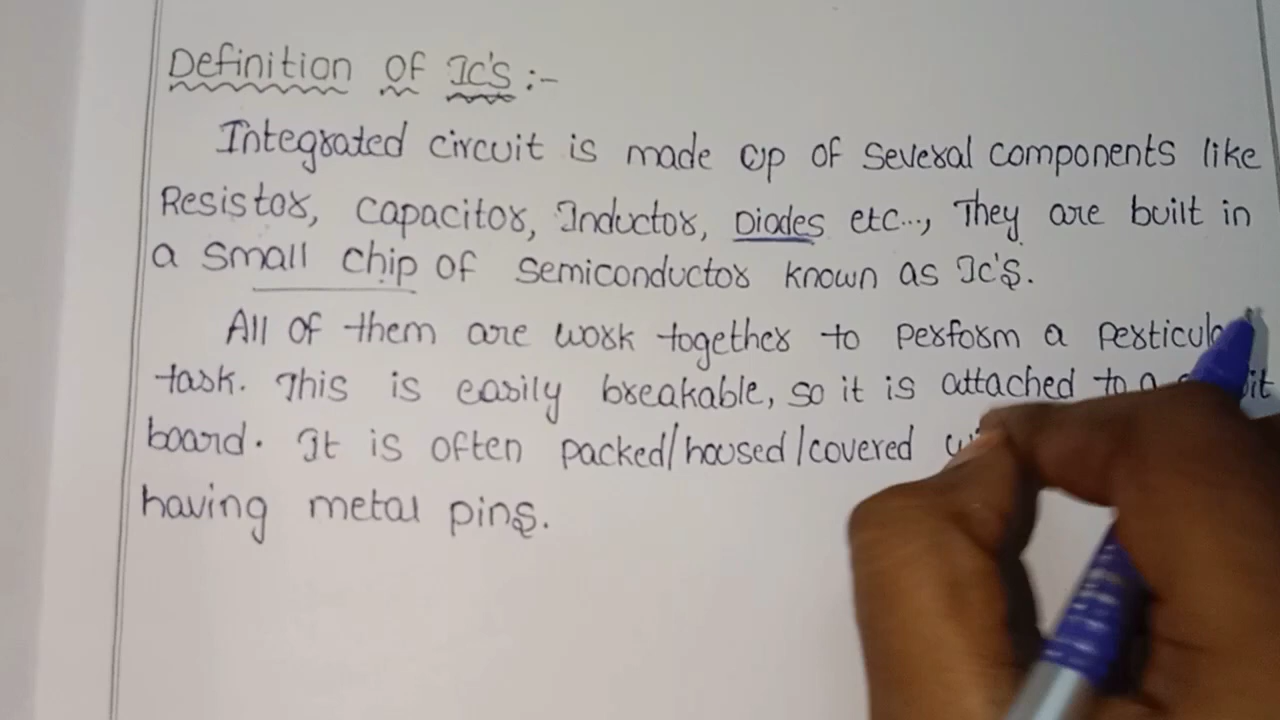 Definition of Ic's :-
Integrated circuit is made up of several components like
Resistor, capacitor, Inductor, Diodes etc..., They are built in
a small chip of semiconductor known as Ic's.
All of them are work together to perform a
task. This is easily breakable, so it is attached to a
board. It is often packed/housed/covered
having metal pins.